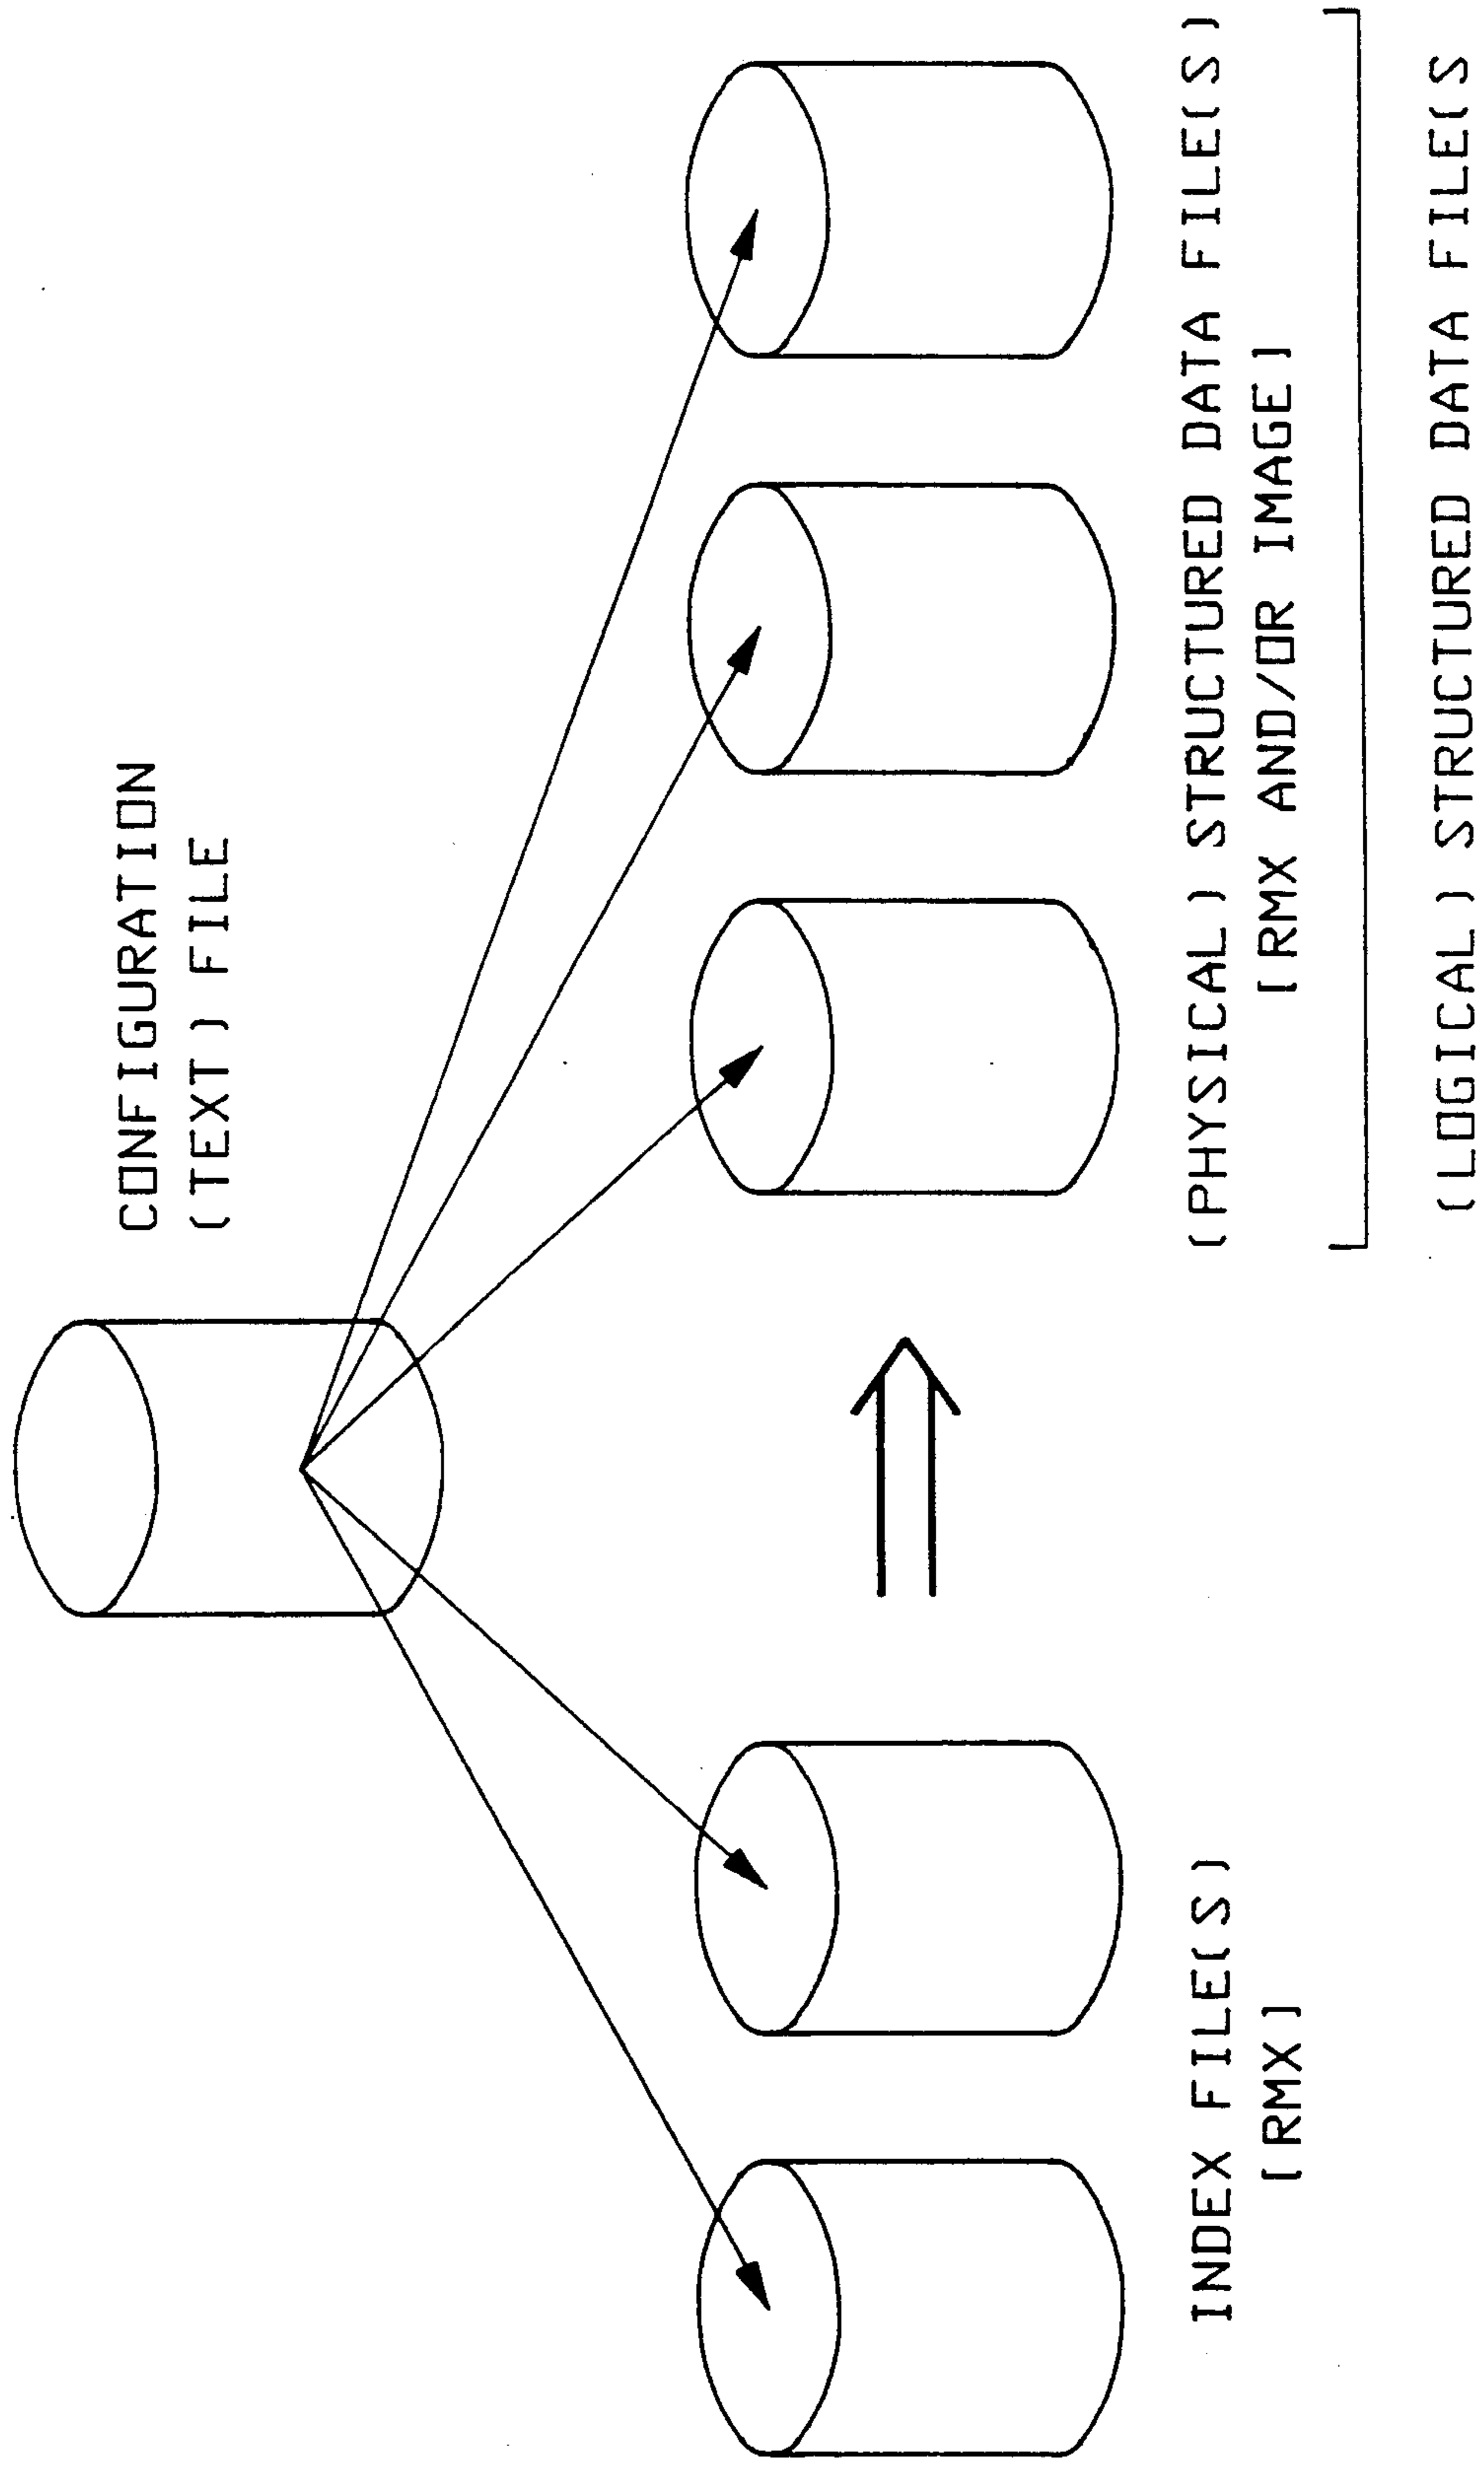 CONFIGURATION
(TEXT) FILE
INDEX FILE(S)
[RMX]
(PHYSICAL) STRUCTURED DATA FILE(S)
[RMX AND/OR IMAGE]
(LOGICAL) STRUCTURED DATA FILE(S